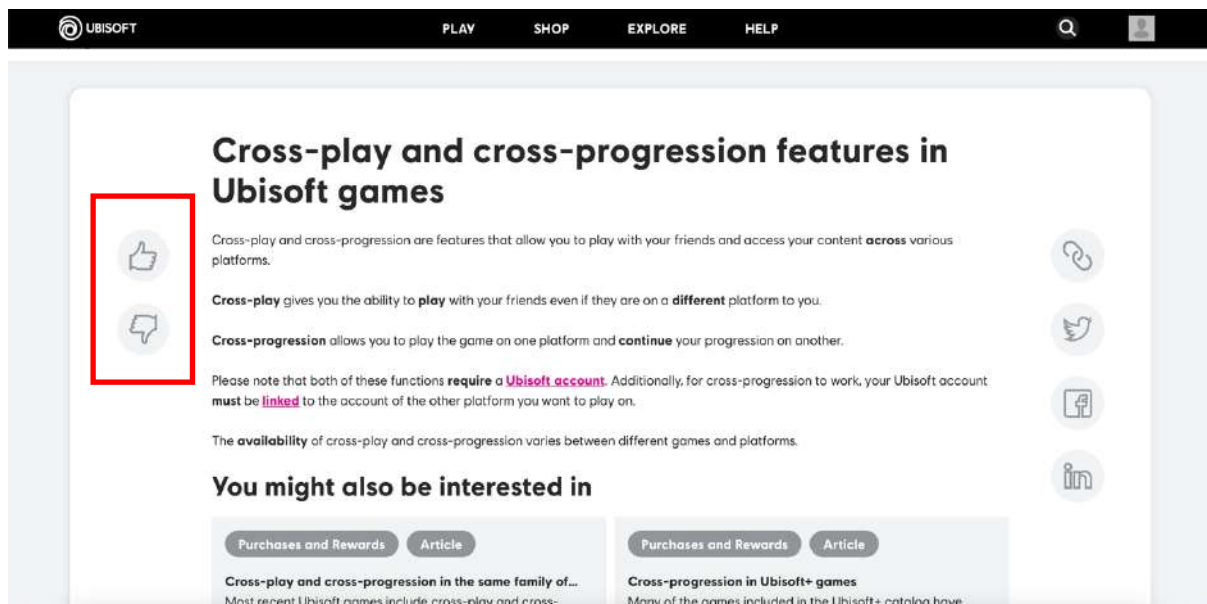 UBISOFT
PLAY SHOP EXPLORE HELP
Cross-play and cross-progression features in
Ubisoft games
Cross-play and cross-progression are features that allow you to play with your friends and access your content across various
platforms.
Cross-play gives you the ability to play with your friends even if they are on a different platform to you.
Cross-progression allows you to play the game on one platform and continue your progression on another.
Please note that both of these functions require a Ubisoft account. Additionally, for cross-progression to work, your Ubisoft account
must be linked to the account of the other platform you want to play on.
The availability of cross-play and cross-progression varies between different games and platforms.
You might also be interested in
Purchases and Rewards Article
Cross-play and cross-progression in the same family of...
Most recent Ubisoft games include cross-play and cross-
Purchases and Rewards Article
Cross-progression in Ubisoft+ games
Many of the games included in the Ubisoft+ catalog have